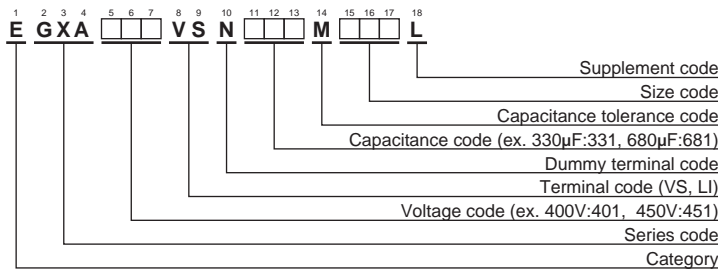 1 2 3 4 5 6 7 8 9 10 11 12 13 14 15 16 17 18
E GXA □□□ VS N □□□ M □□□ L
Supplement code
Size code
Capacitance tolerance code
Capacitance code (ex. 330µF:331, 680µF:681)
Dummy terminal code
Terminal code (VS, LI)
Voltage code (ex. 400V:401, 450V:451)
Series code
Category